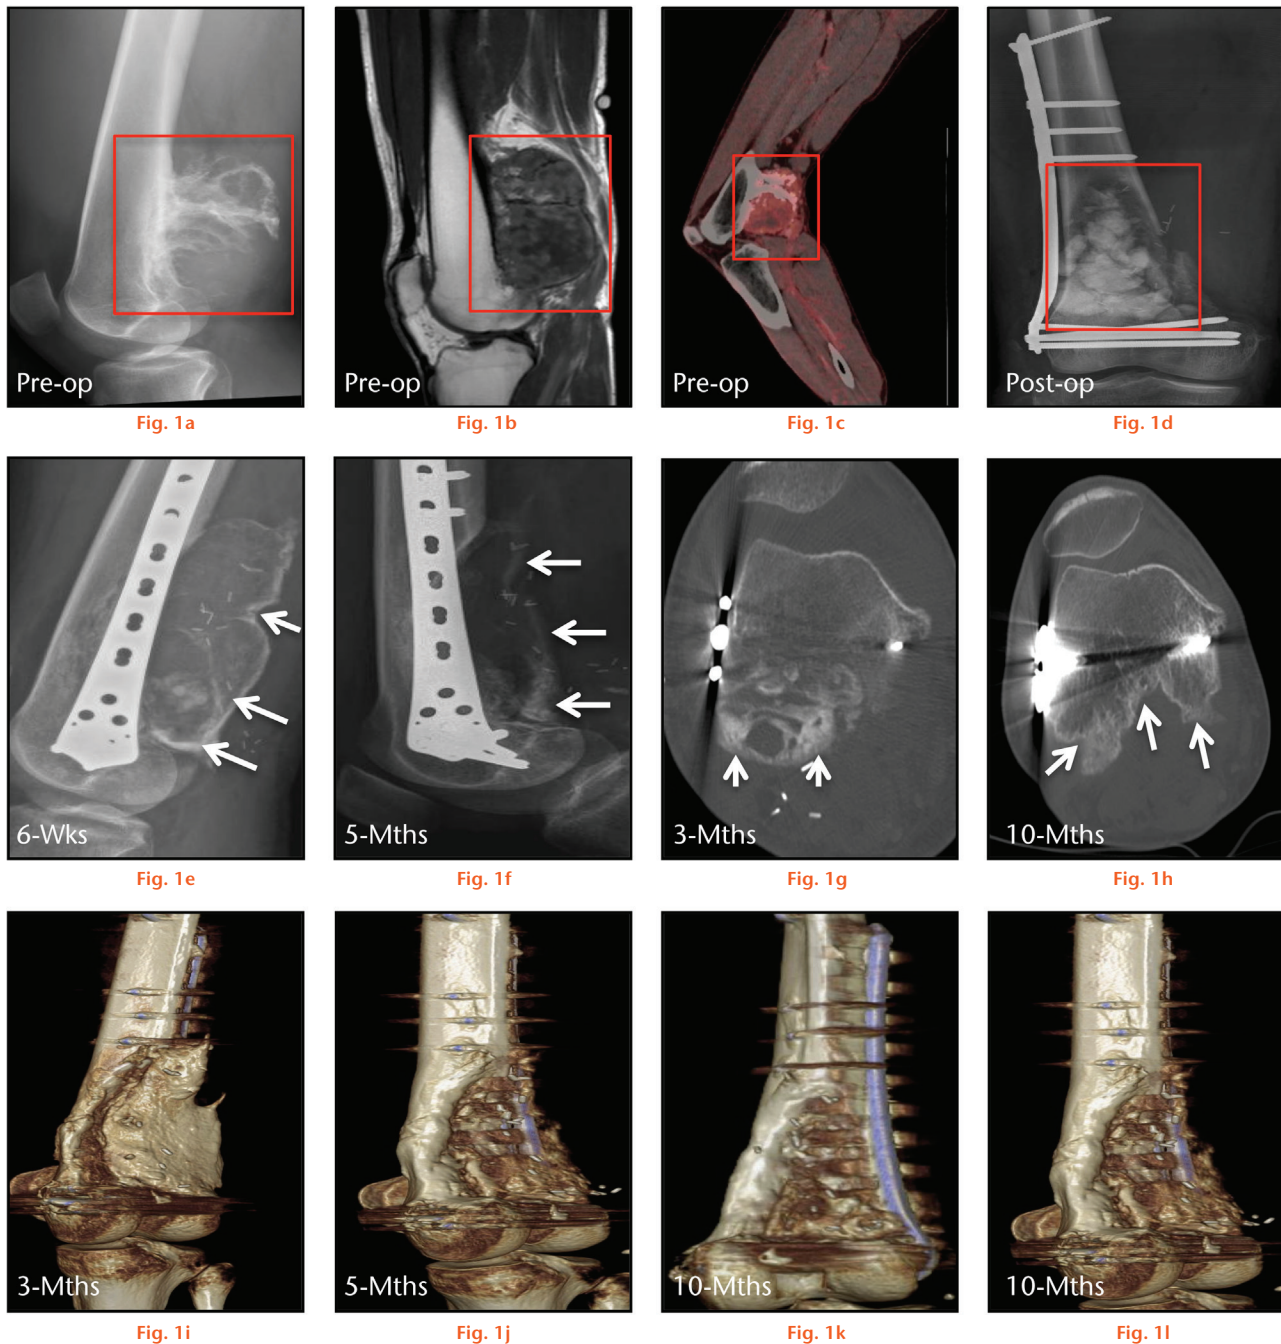 Pre-op
Pre-op
Pre-op
Post-op
Fig. 1a
Fig. 1b
Fig. 1c
Fig. 1d
6-Wks
5-Mths
3-Mths
10-Mths
Fig. 1e
Fig. 1f
Fig. 1g
Fig. 1h
3-Mths
5-Mths
10-Mths
10-Mths
Fig. 1i
Fig. 1j
Fig. 1k
Fig. 1l